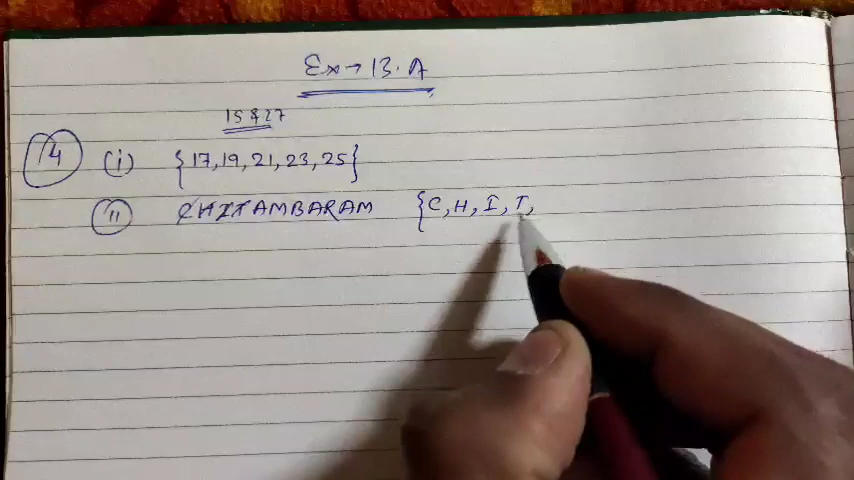 Ex → 13.A
15 & 27
4 (i) {17, 19, 21, 23, 25}
ii CHITAMBARAM {C, H, I, T,